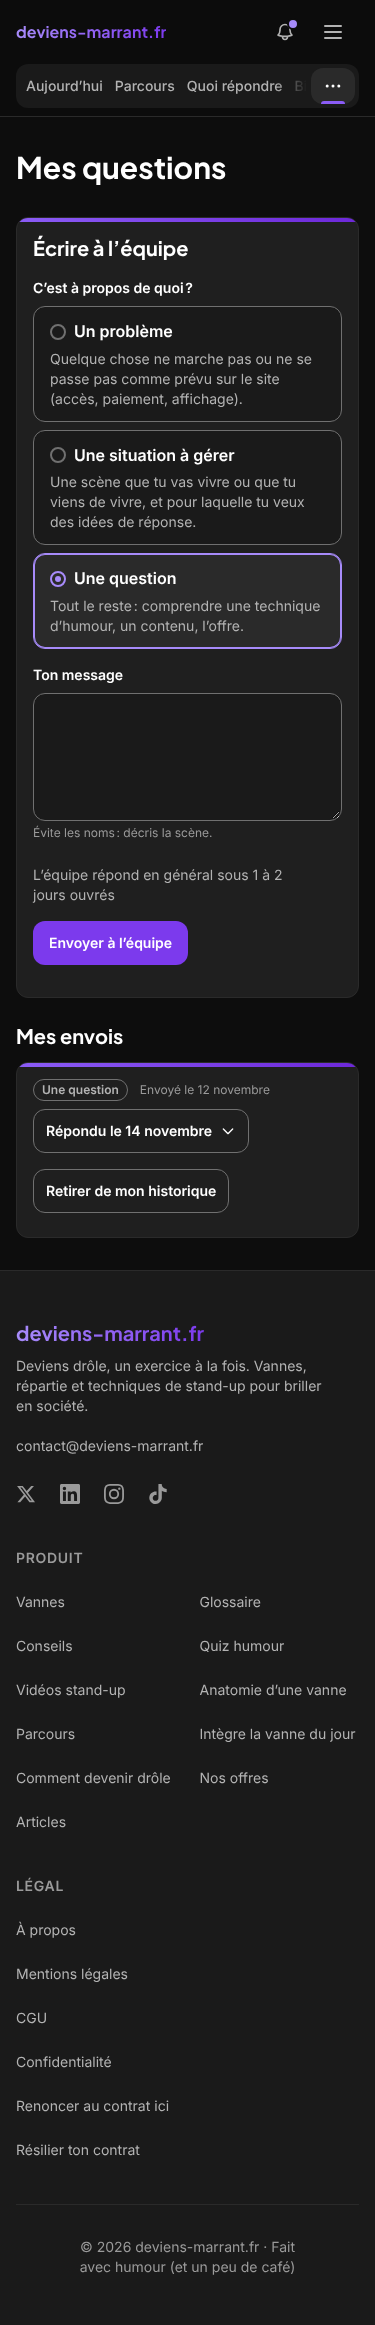 deviens-marrant.fr
Aujourd’hui Parcours Quoi répondre
Mes questions
Écrire à l’équipe
C’est à propos de quoi ?
Un problème
Quelque chose ne marche pas ou ne se
passe pas comme prévu sur le site
(accès, paiement, affichage).
Une situation à gérer
Une scène que tu vas vivre ou que tu
viens de vivre, et pour laquelle tu veux
des idées de réponse.
Une question
Tout le reste : comprendre une technique
d’humour, un contenu, l’offre.
Ton message
Évite les noms : décris la scène.
L’équipe répond en général sous 1 à 2
jours ouvrés
Envoyer à l’équipe
Mes envois
Une question Envoyé le 12 novembre
Répondu le 14 novembre
Retirer de mon historique
deviens-marrant.fr
Deviens drôle, un exercice à la fois. Vannes,
répartie et techniques de stand-up pour briller
en société.
contact@deviens-marrant.fr
PRODUIT
Vannes Glossaire
Conseils Quiz humour
Vidéos stand-up Anatomie d’une vanne
Parcours Intègre la vanne du jour
Comment devenir drôle Nos offres
Articles
LÉGAL
À propos
Mentions légales
CGU
Confidentialité
Renoncer au contrat ici
Résilier ton contrat
© 2026 deviens-marrant.fr · Fait
avec humour (et un peu de café)